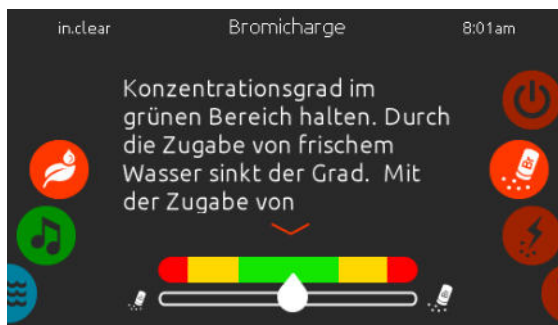 in.clear Bromicharge 8:01am
Konzentrationsgrad im
grünen Bereich halten. Durch
die Zugabe von frischem
Wasser sinkt der Grad. Mit
der Zugabe von
Br